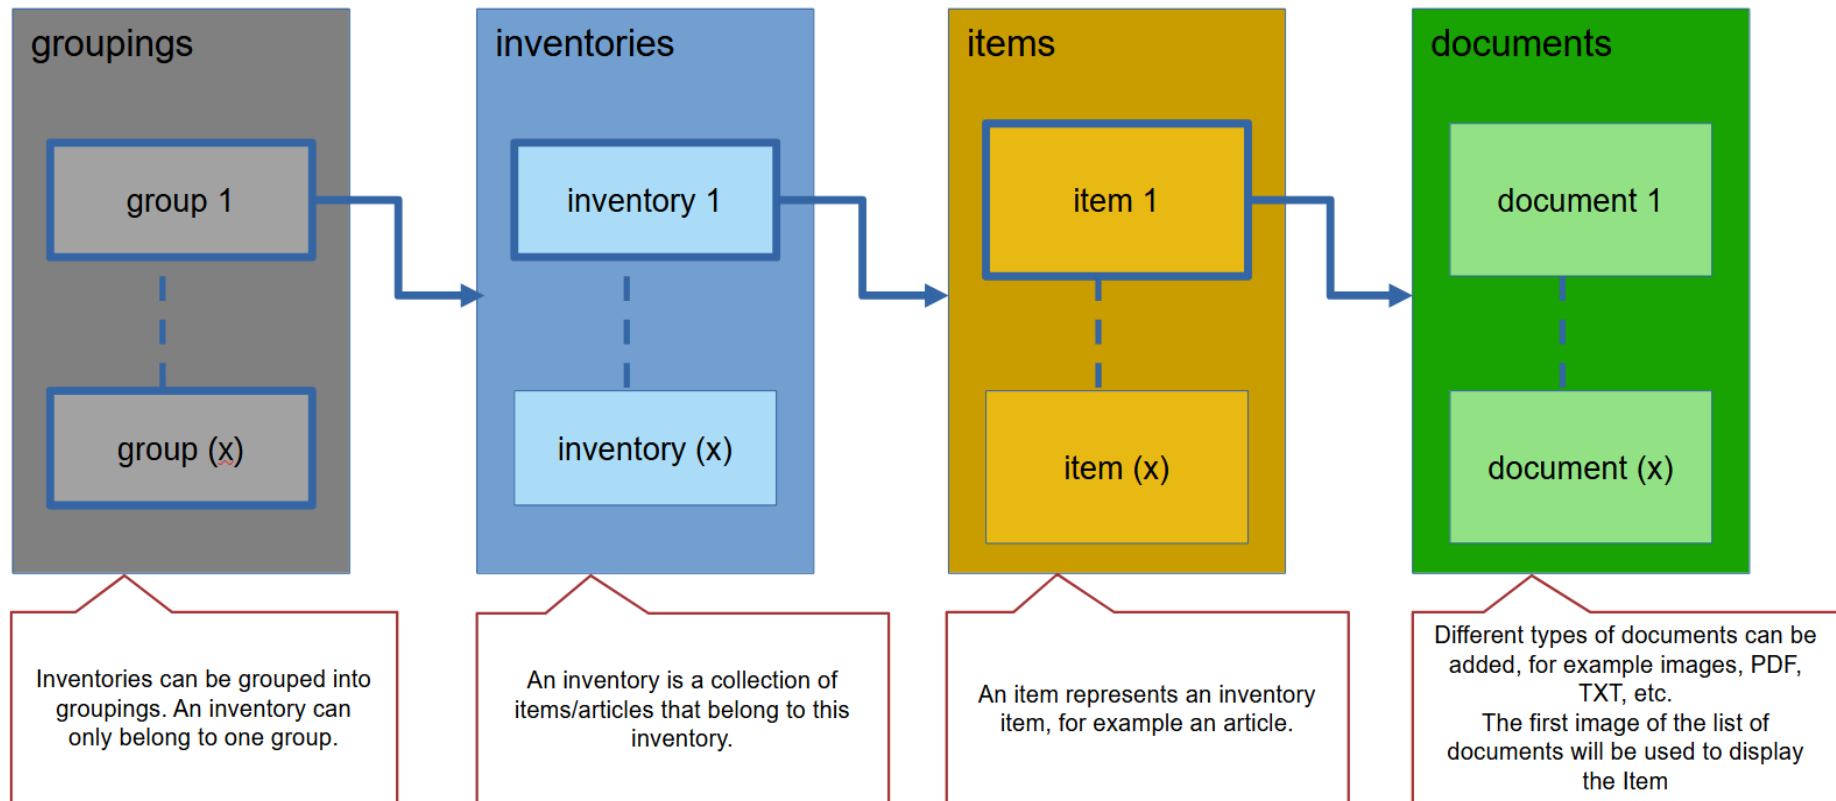 groupings
inventories
items
documents
group 1
inventory 1
item 1
document 1
group (x)
inventory (x)
item (x)
document (x)
Inventories can be grouped into
groupings. An inventory can
only belong to one group.
An inventory is a collection of
items/articles that belong to this
inventory.
An item represents an inventory
item, for example an article.
Different types of documents can be
added, for example images, PDF,
TXT, etc.
The first image of the list of
documents will be used to display
the Item